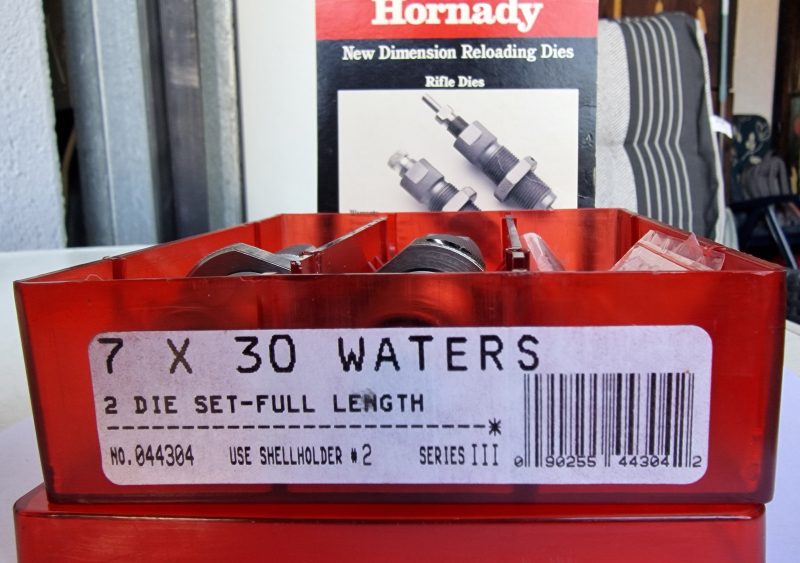 Hornady
New Dimension Reloading Dies
Rifle Dies
7 X 30 WATERS
2 DIE SET-FULL LENGTH
------------------------------*
NO. 044304 USE SHELLHOLDER #2 SERIES III
0 90255 44304 2